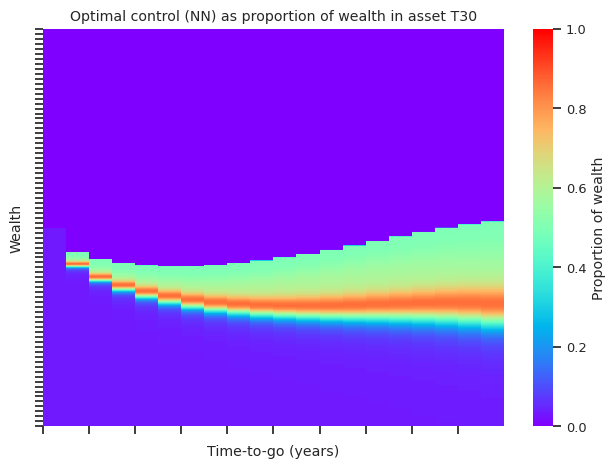 Optimal control (NN) as proportion of wealth in asset T30
Wealth
Time-to-go (years)
1.0
0.8
0.6
0.4
0.2
0.0
Proportion of wealth